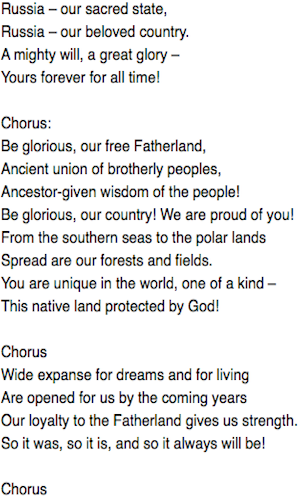 Russia – our sacred state,
Russia – our beloved country.
A mighty will, a great glory –
Yours forever for all time!

Chorus:
Be glorious, our free Fatherland,
Ancient union of brotherly peoples,
Ancestor-given wisdom of the people!
Be glorious, our country! We are proud of you!
From the southern seas to the polar lands
Spread are our forests and fields.
You are unique in the world, one of a kind –
This native land protected by God!

Chorus
Wide expanse for dreams and for living
Are opened for us by the coming years
Our loyalty to the Fatherland gives us strength.
So it was, so it is, and so it always will be!

Chorus